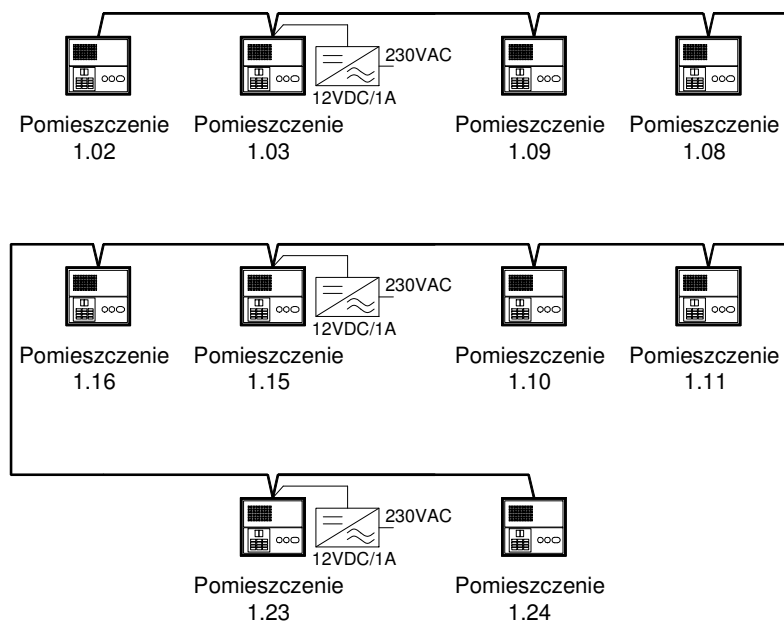 230VAC
12VDC/1A
Pomieszczenie
1.02
Pomieszczenie
1.03
Pomieszczenie
1.09
Pomieszczenie
1.08
230VAC
12VDC/1A
Pomieszczenie
1.16
Pomieszczenie
1.15
Pomieszczenie
1.10
Pomieszczenie
1.11
230VAC
12VDC/1A
Pomieszczenie
1.23
Pomieszczenie
1.24